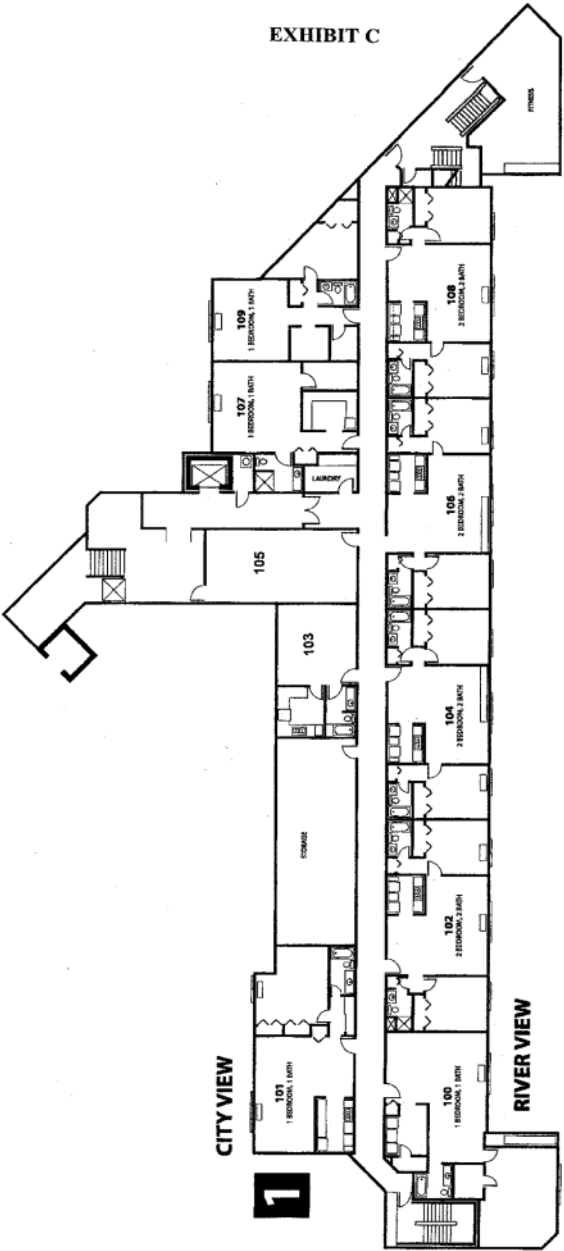 EXHIBIT C
FITNESS
108
2 BEDROOM, 2 BATH
109
1 BEDROOM, 1 BATH
107
1 BEDROOM, 1 BATH
LAUNDRY
106
2 BEDROOM, 2 BATH
105
103
104
2 BEDROOM, 2 BATH
STORAGE
102
2 BEDROOM, 2 BATH
101
1 BEDROOM, 1 BATH
100
1 BEDROOM, 1 BATH
CITY VIEW
RIVER VIEW
1